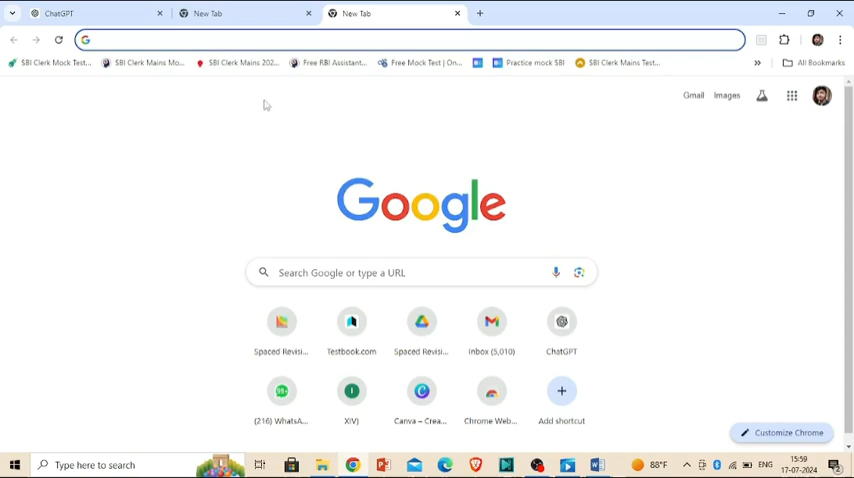 ChatGPT New Tab New Tab
SBI Clerk Mock Test... SBI Clerk Mains Mo... SBI Clerk Mains 202... Free RBI Assistant... Free Mock Test | On... Practice mock SBI SBI Clerk Mains Test... » All Bookmarks
Gmail Images
Google
Search Google or type a URL
Spaced Revisi... Testbook.com Spaced Revisi... Inbox (5,010) ChatGPT
99+ I
(216) WhatsA... XIV) Canva – Crea... Chrome Web... Add shortcut
Customize Chrome
Type here to search 88°F ENG 15:59
17-07-2024